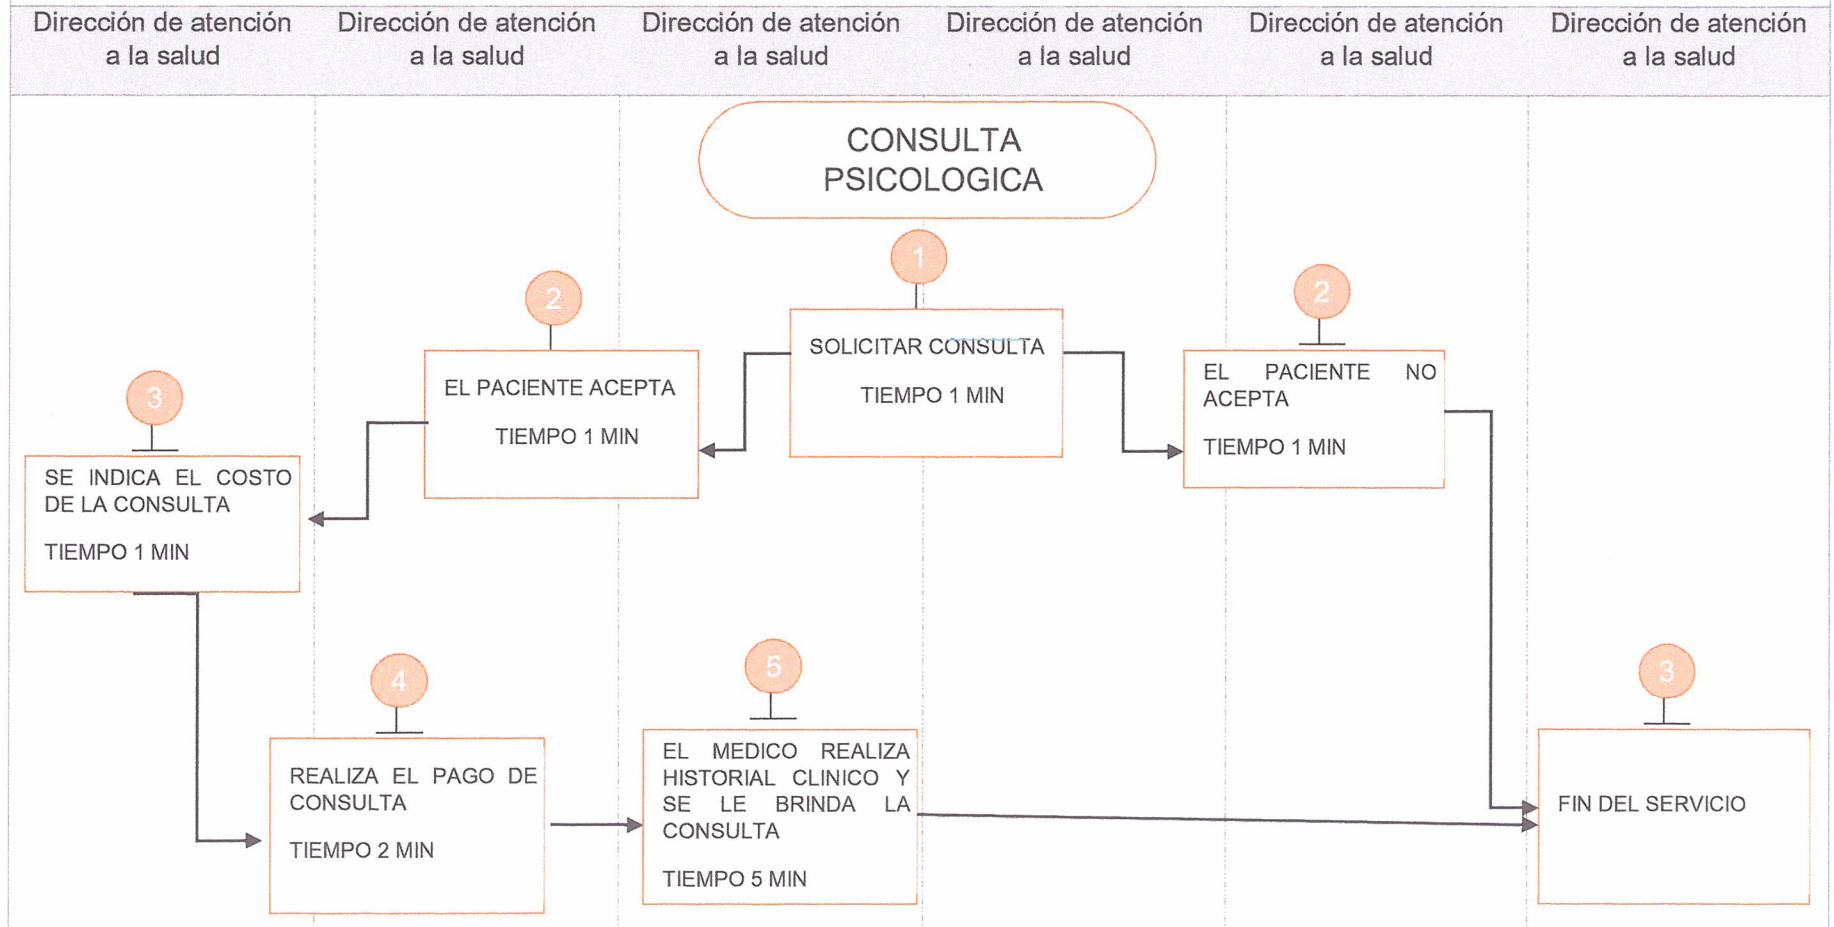 Dirección de atención
a la salud
Dirección de atención
a la salud
Dirección de atención
a la salud
Dirección de atención
a la salud
Dirección de atención
a la salud
Dirección de atención
a la salud
CONSULTA
PSICOLOGICA
1
SOLICITAR CONSULTA
TIEMPO 1 MIN
2
EL PACIENTE ACEPTA
TIEMPO 1 MIN
2
EL PACIENTE NO
ACEPTA
TIEMPO 1 MIN
3
SE INDICA EL COSTO
DE LA CONSULTA
TIEMPO 1 MIN
4
REALIZA EL PAGO DE
CONSULTA
TIEMPO 2 MIN
5
EL MEDICO REALIZA
HISTORIAL CLINICO Y
SE LE BRINDA LA
CONSULTA
TIEMPO 5 MIN
3
FIN DEL SERVICIO